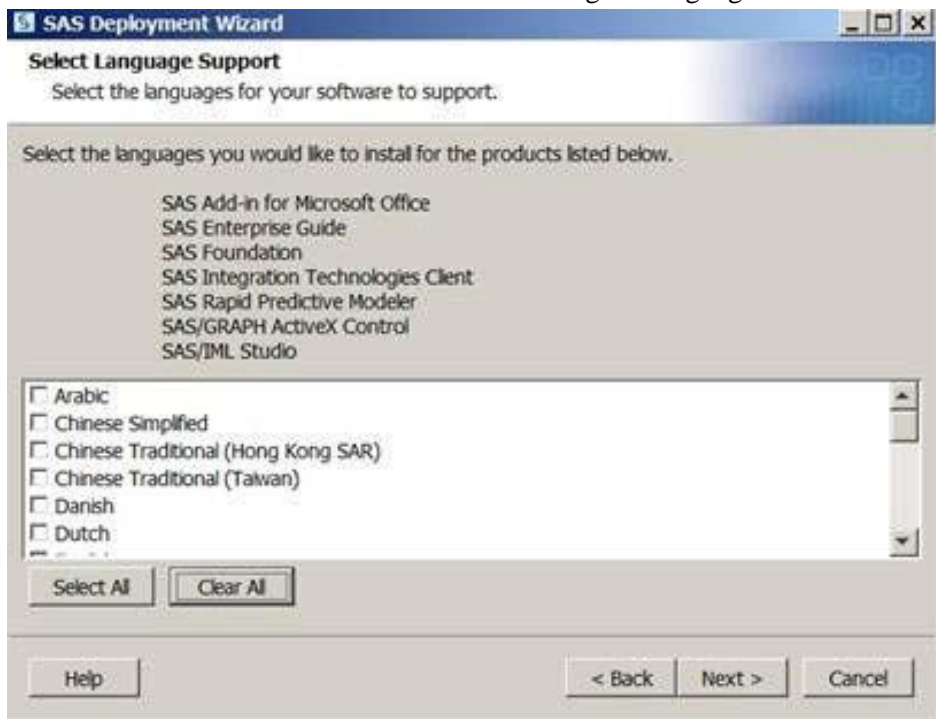 SAS Deployment Wizard
Select Language Support
Select the languages for your software to support.
Select the languages you would like to install for the products listed below.
SAS Add-in for Microsoft Office
SAS Enterprise Guide
SAS Foundation
SAS Integration Technologies Client
SAS Rapid Predictive Modeler
SAS/GRAPH ActiveX Control
SAS/IML Studio
Arabic
Chinese Simplified
Chinese Traditional (Hong Kong SAR)
Chinese Traditional (Taiwan)
Danish
Dutch
Select All Clear All
Help < Back Next > Cancel